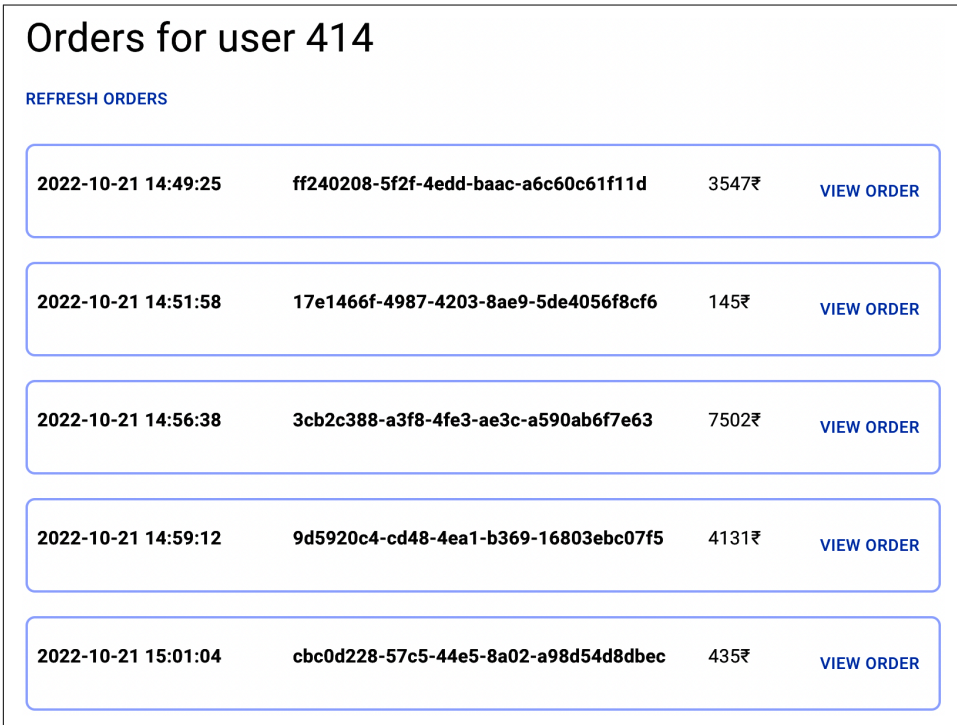 Orders for user 414
REFRESH ORDERS
2022-10-21 14:49:25 ff240208-5f2f-4edd-baac-a6c60c61f11d 3547₹ VIEW ORDER
2022-10-21 14:51:58 17e1466f-4987-4203-8ae9-5de4056f8cf6 145₹ VIEW ORDER
2022-10-21 14:56:38 3cb2c388-a3f8-4fe3-ae3c-a590ab6f7e63 7502₹ VIEW ORDER
2022-10-21 14:59:12 9d5920c4-cd48-4ea1-b369-16803ebc07f5 4131₹ VIEW ORDER
2022-10-21 15:01:04 cbc0d228-57c5-44e5-8a02-a98d54d8dbec 435₹ VIEW ORDER